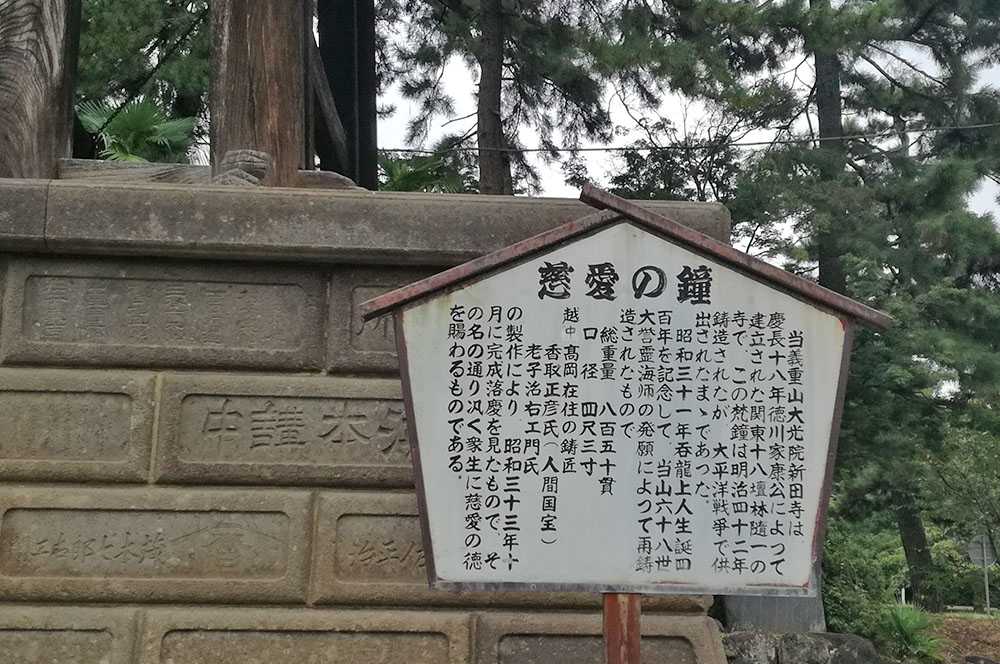 慈愛の鐘
当義重山大光院新田寺は
慶長十八年徳川家康公によつて
建立された関東十八壇林随一の
寺で、この梵鐘は明治四十二年
鋳造されたが 大平洋戦争で供
出されたまゝであった。
昭和三十一年呑龍上人生誕四
百年を記念して、当山六十八世
大誉霊海師の発願によつて再鋳
造されたもので
総重量 八百五十貫
口径 四尺三寸
越中髙岡在住の鋳匠
香取正彦氏(人間国宝)
老子治右エ門氏
の製作により 昭和三十三年十
月に完成落慶を見たもので、そ
の名の通り汎く衆生に慈愛の徳
を賜わるものである。
本講中
茂木七郎